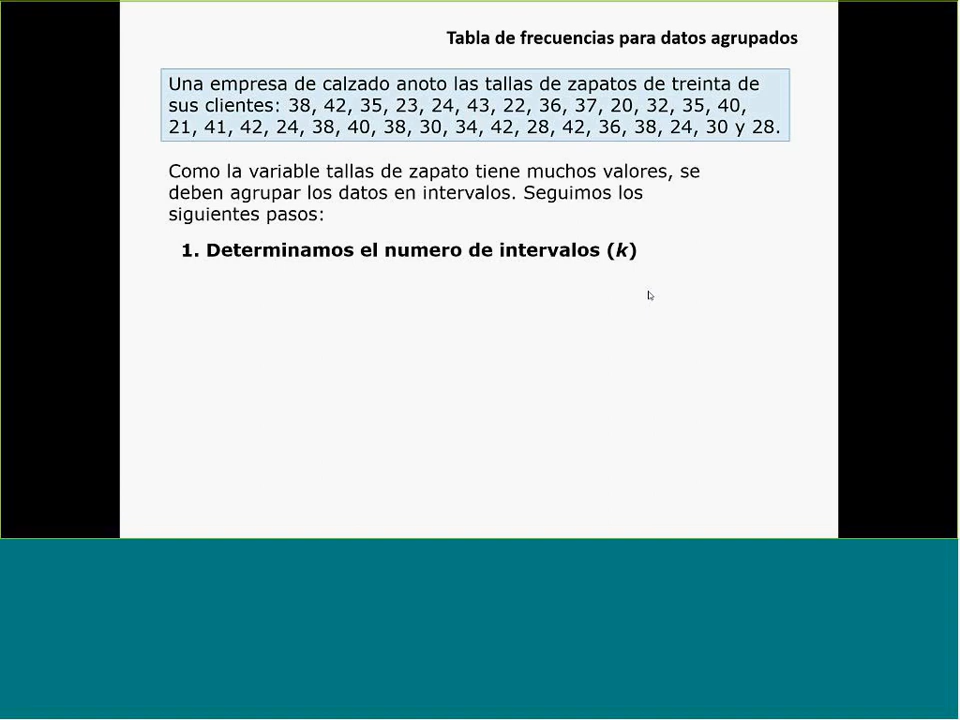 Tabla de frecuencias para datos agrupados
Una empresa de calzado anoto las tallas de zapatos de treinta de
sus clientes: 38, 42, 35, 23, 24, 43, 22, 36, 37, 20, 32, 35, 40,
21, 41, 42, 24, 38, 40, 38, 30, 34, 42, 28, 42, 36, 38, 24, 30 y 28.
Como la variable tallas de zapato tiene muchos valores, se
deben agrupar los datos en intervalos. Seguimos los
siguientes pasos:
1. Determinamos el numero de intervalos (k)